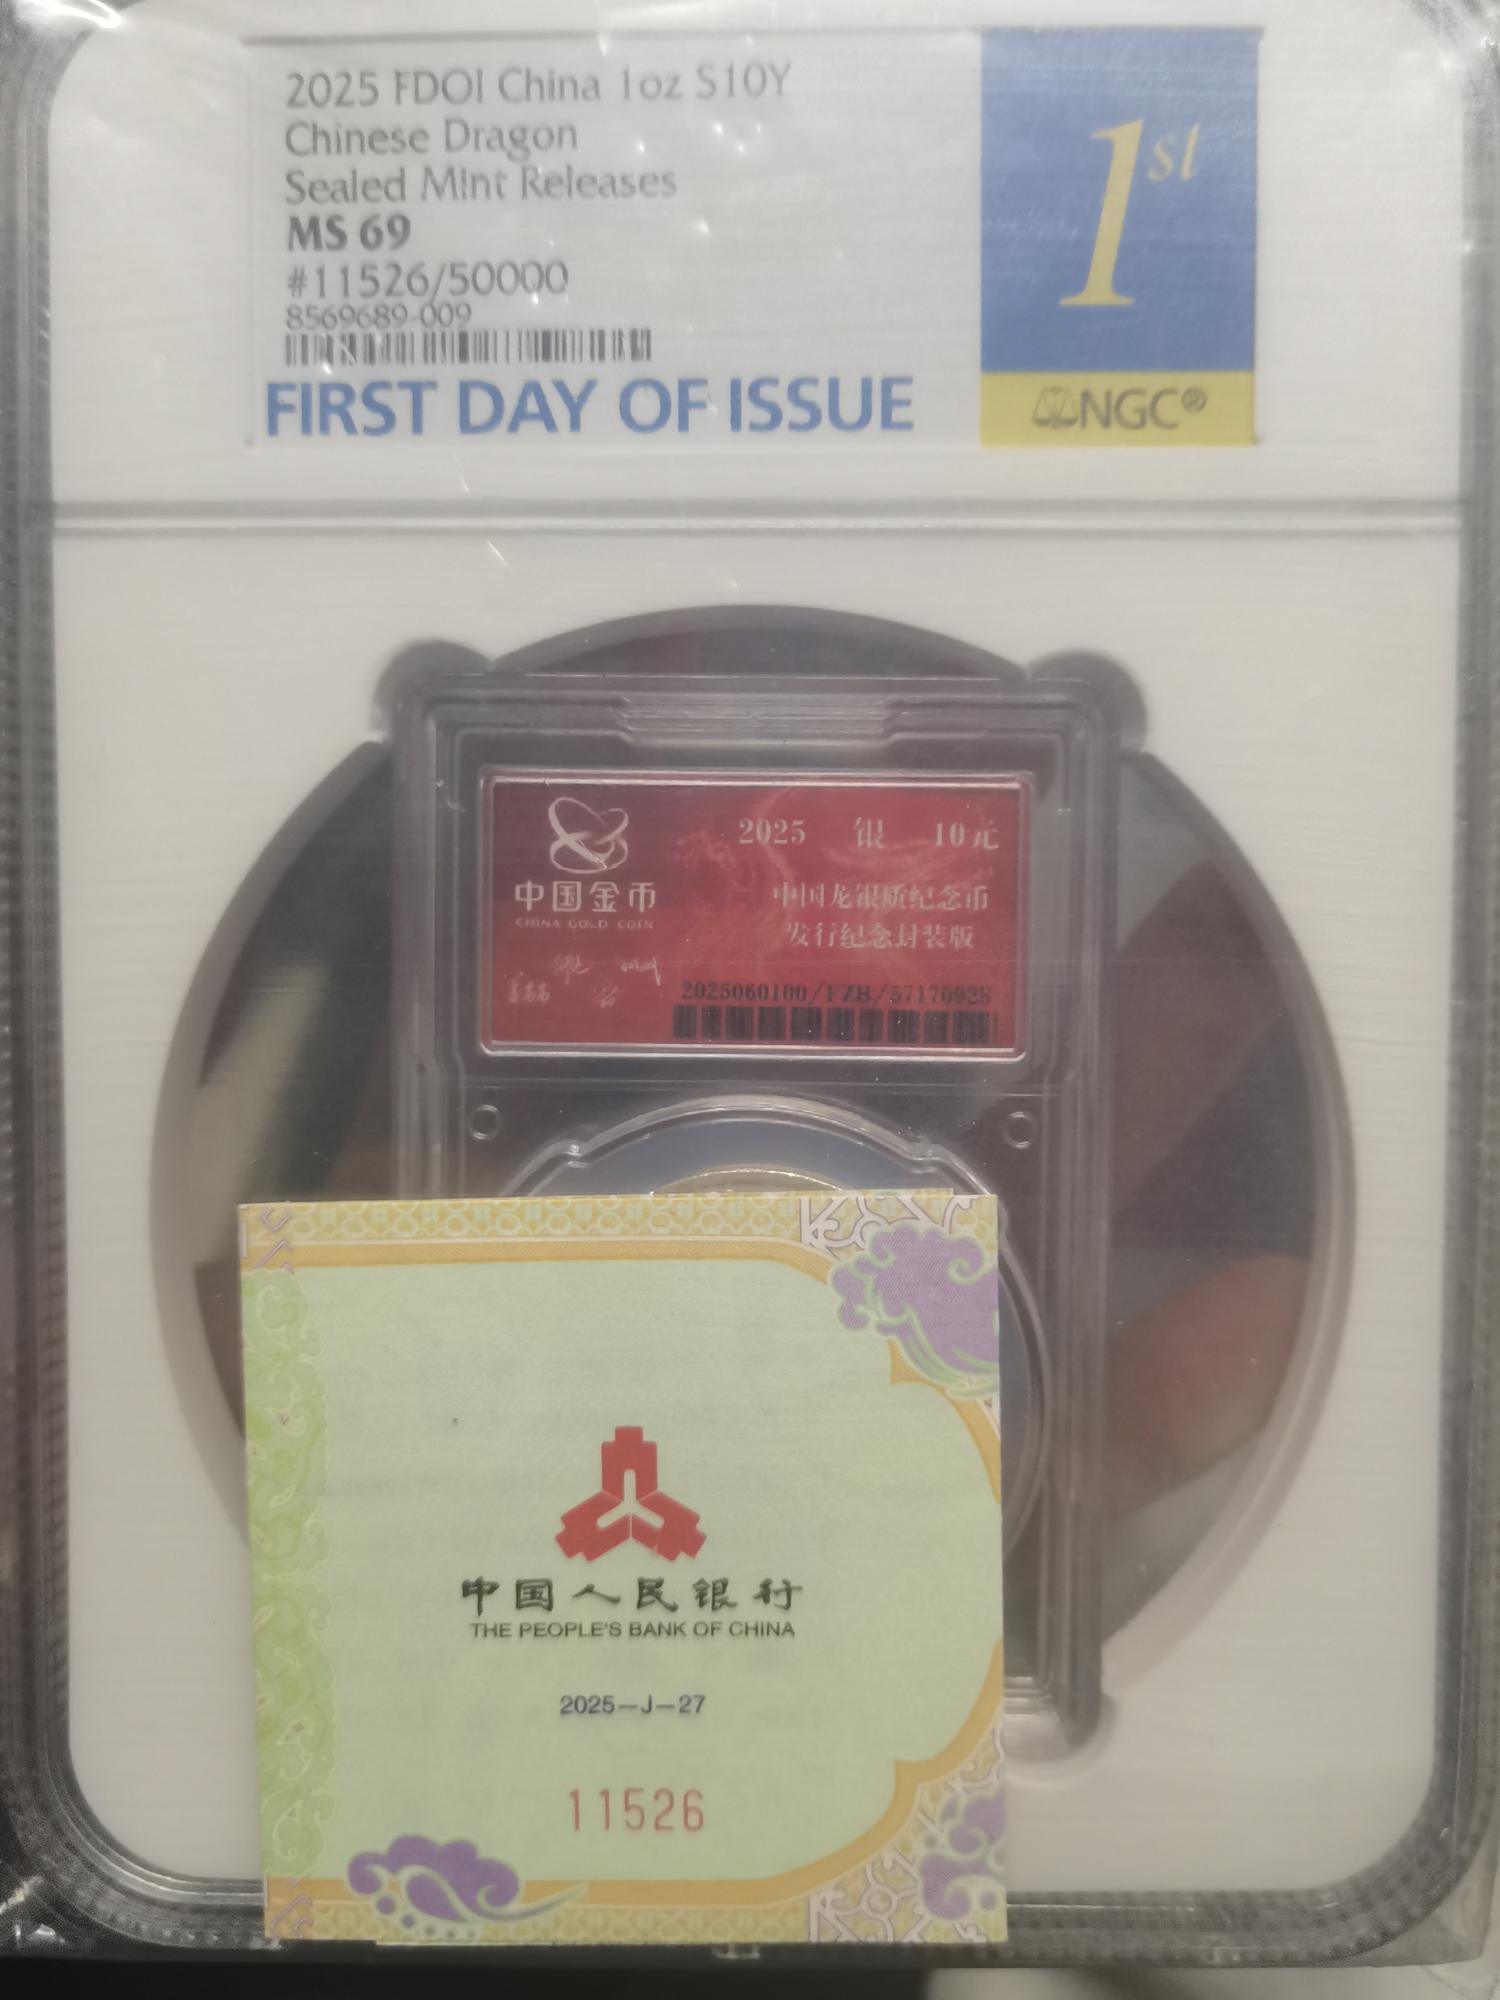 2025 FDOI China 1oz S10Y
Chinese Dragon
Sealed Mint Releases
MS 69
#11526/50000
8569689-009
FIRST DAY OF ISSUE
1st
NGC®
中国金币
CHINA GOLD COIN
2025 银 10元
中国龙银质纪念币
发行纪念封装版
2025060100/FZB/57170928
中国人民银行
THE PEOPLE'S BANK OF CHINA
2025-J-27
11526